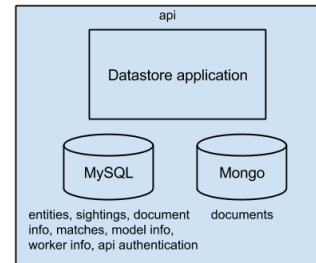 api
Datastore application
MySQL
Mongo
entities, sightings, document
info, matches, model info,
worker info, api authentication
documents